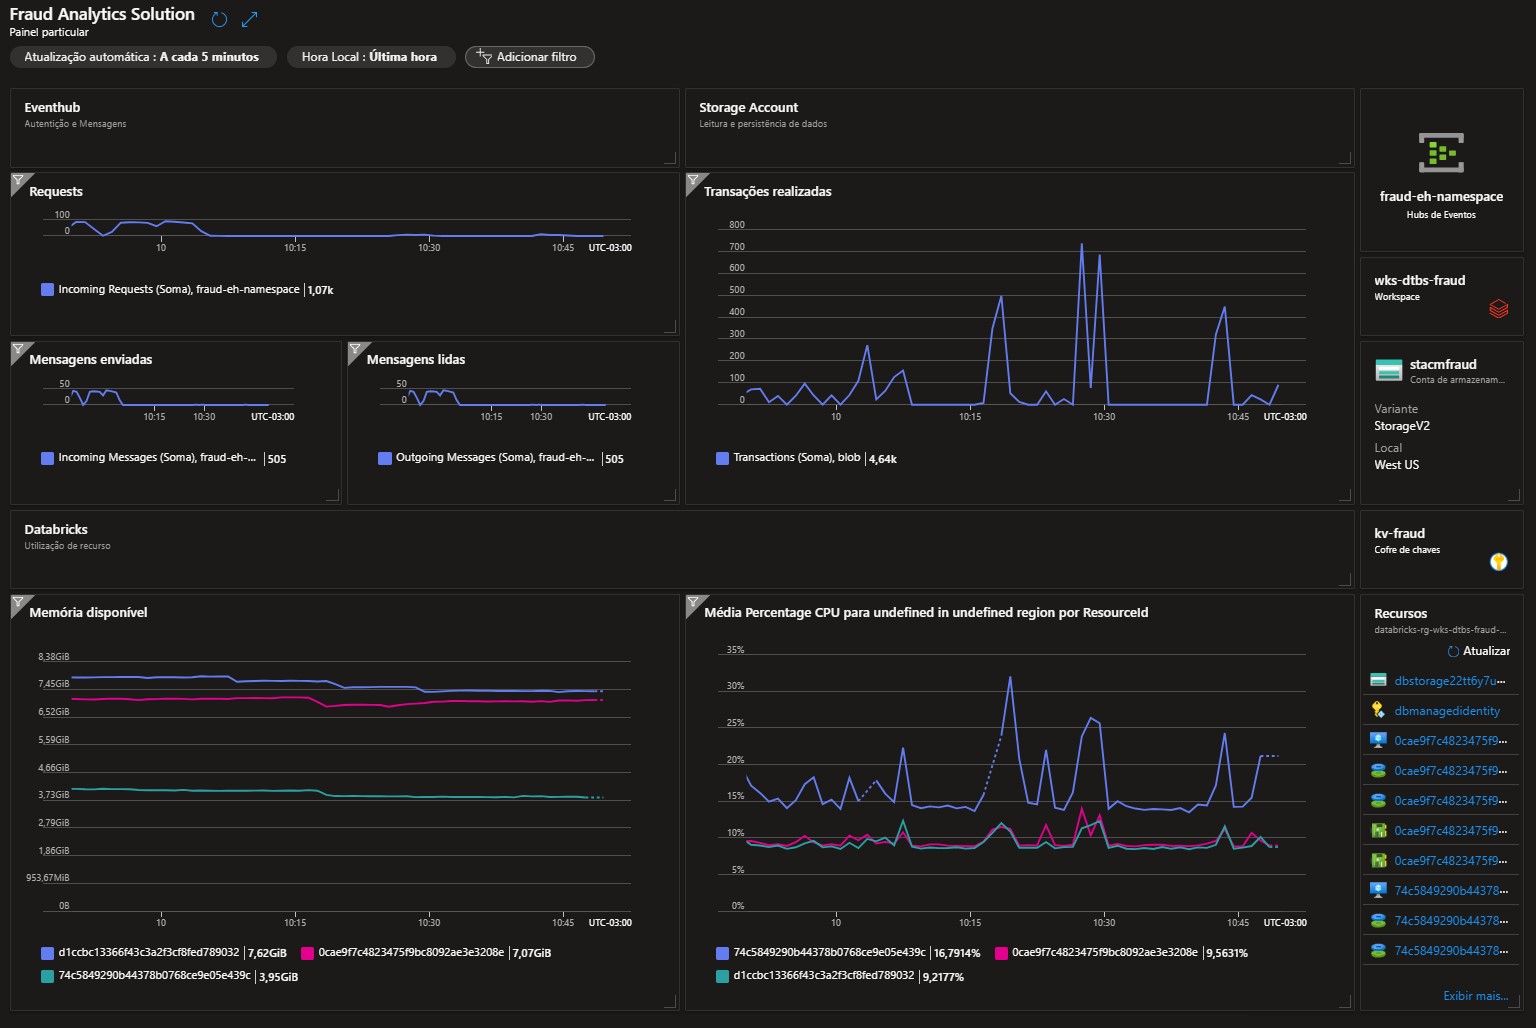 Fraud Analytics Solution
Painel particular
Atualização automática : A cada 5 minutos
Hora Local : Última hora
Adicionar filtro
Eventhub
Autentição e Mensagens
Storage Account
Leitura e persistência de dados
fraud-eh-namespace
Hubs de Eventos
Requests
100
0
10
10:15
10:30
10:45
UTC-03:00
Incoming Requests (Soma), fraud-eh-namespace
1,07k
Transações realizadas
800
700
600
500
400
300
200
100
0
10
10:15
10:30
10:45
UTC-03:00
Transactions (Soma), blob
4,64k
wks-dtbs-fraud
Workspace
Mensagens enviadas
50
0
10:15
10:30
UTC-03:00
Incoming Messages (Soma), fraud-eh-...
505
Mensagens lidas
50
0
10:15
10:30
UTC-03:00
Outgoing Messages (Soma), fraud-eh-...
505
stacmfraud
Conta de armazenam...
Variante
StorageV2
Local
West US
Databricks
Utilização de recurso
kv-fraud
Cofre de chaves
Memória disponível
8,38GiB
7,45GiB
6,52GiB
5,59GiB
4,66GiB
3,73GiB
2,79GiB
1,86GiB
953,67MiB
0B
10
10:15
10:30
10:45
UTC-03:00
d1ccbc13366f43c3a2f3cf8fed789032
7,62GiB
0cae9f7c4823475f9bc8092ae3e3208e
7,07GiB
74c5849290b44378b0768ce9e05e439c
3,95GiB
Média Percentage CPU para undefined in undefined region por ResourceId
35%
30%
25%
20%
15%
10%
5%
0%
10
10:15
10:30
10:45
UTC-03:00
74c5849290b44378b0768ce9e05e439c
16,7914%
0cae9f7c4823475f9bc8092ae3e3208e
9,5631%
d1ccbc13366f43c3a2f3cf8fed789032
9,2177%
Recursos
databricks-rg-wks-dtbs-fraud-...
Atualizar
dbstorage22tt6y7u...
dbmanagedidentity
0cae9f7c4823475f9...
0cae9f7c4823475f9...
0cae9f7c4823475f9...
0cae9f7c4823475f9...
0cae9f7c4823475f9...
74c5849290b44378...
74c5849290b44378...
74c5849290b44378...
Exibir mais...